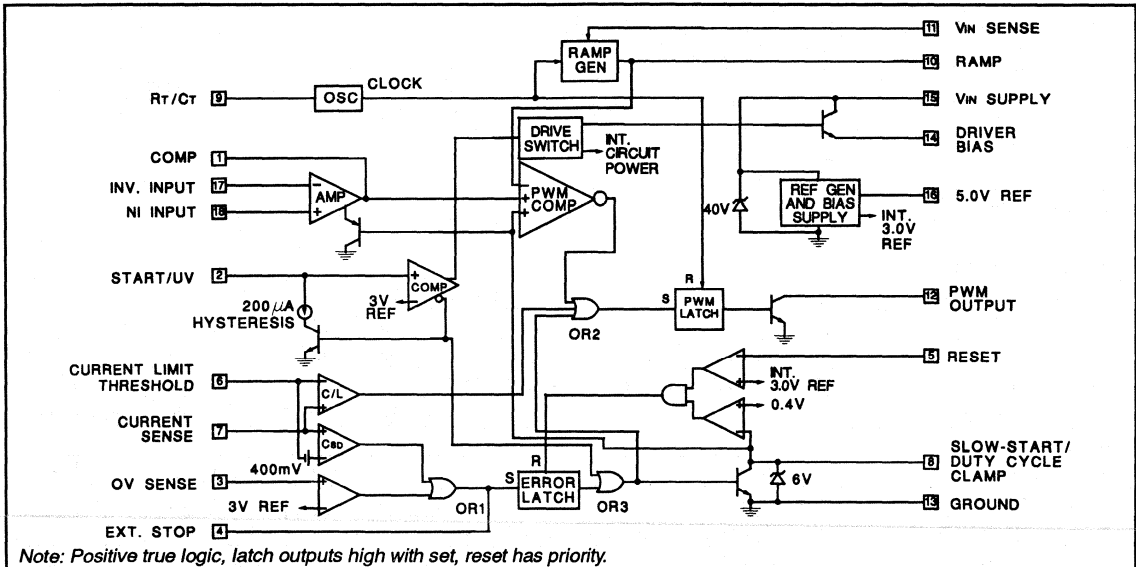 11 VIN SENSE
RAMP GEN
10 RAMP
CLOCK
RT/CT 9
OSC
15 VIN SUPPLY
DRIVE SWITCH
INT. CIRCUIT POWER
14 DRIVER BIAS
COMP 1
INV. INPUT 17
NI INPUT 18
- AMP +
- + + PWM COMP
40V
REF GEN AND BIAS SUPPLY
16 5.0V REF
INT. 3.0V REF
START/UV 2
+ COMP -
3V REF
200 µA HYSTERESIS
R
S PWM LATCH
12 PWM OUTPUT
OR2
5 RESET
CURRENT LIMIT THRESHOLD 6
- C/L +
INT. 3.0V REF
0.4V
CURRENT SENSE 7
+ CSD -
400mV
SLOW-START/ DUTY CYCLE CLAMP 8
6V
OV SENSE 3
3V REF
OR1
R
S ERROR LATCH
OR3
13 GROUND
EXT. STOP 4
Note: Positive true logic, latch outputs high with set, reset has priority.